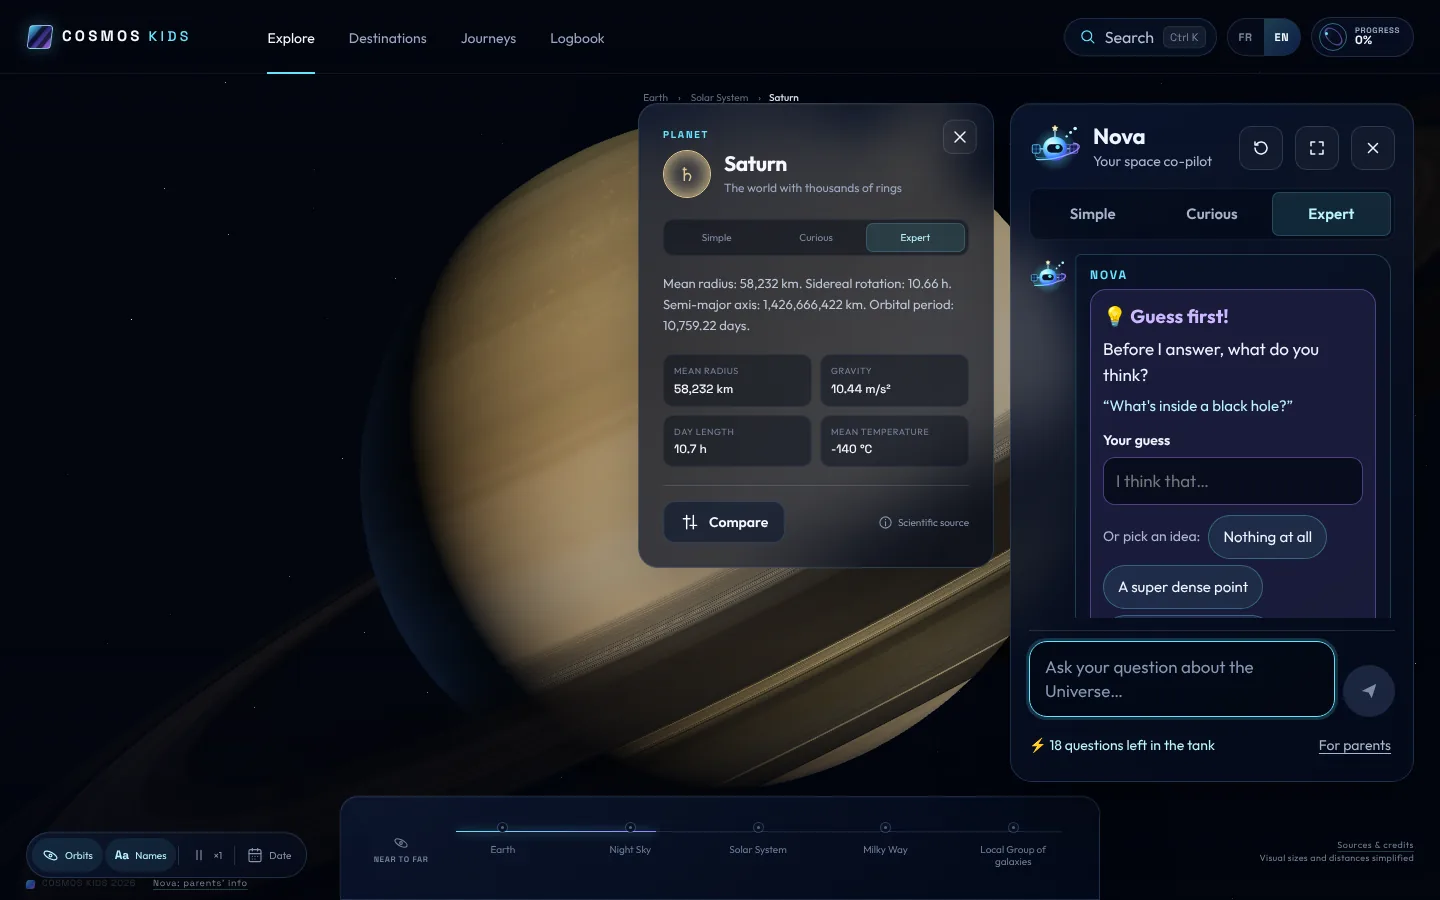 COSMOS KIDS
Explore
Destinations
Journeys
Logbook
Search Ctrl K
FR
EN
PROGRESS
0%
Earth › Solar System › Saturn
PLANET
♄
Saturn
The world with thousands of rings
Simple
Curious
Expert
Mean radius: 58,232 km. Sidereal rotation: 10.66 h.
Semi-major axis: 1,426,666,422 km. Orbital period:
10,759.22 days.
MEAN RADIUS
58,232 km
GRAVITY
10.44 m/s²
DAY LENGTH
10.7 h
MEAN TEMPERATURE
-140 °C
Compare
Scientific source
Nova
Your space co-pilot
Simple
Curious
Expert
NOVA
💡 Guess first!
Before I answer, what do you
think?
“What's inside a black hole?”
Your guess
I think that…
Or pick an idea:
Nothing at all
A super dense point
Ask your question about the
Universe…
⚡ 18 questions left in the tank
For parents
Orbits
Aa Names
×1
Date
COSMOS KIDS 2026
Nova: parents' info
NEAR TO FAR
Earth
Night Sky
Solar System
Milky Way
Local Group of
galaxies
Sources & credits
Visual sizes and distances simplified